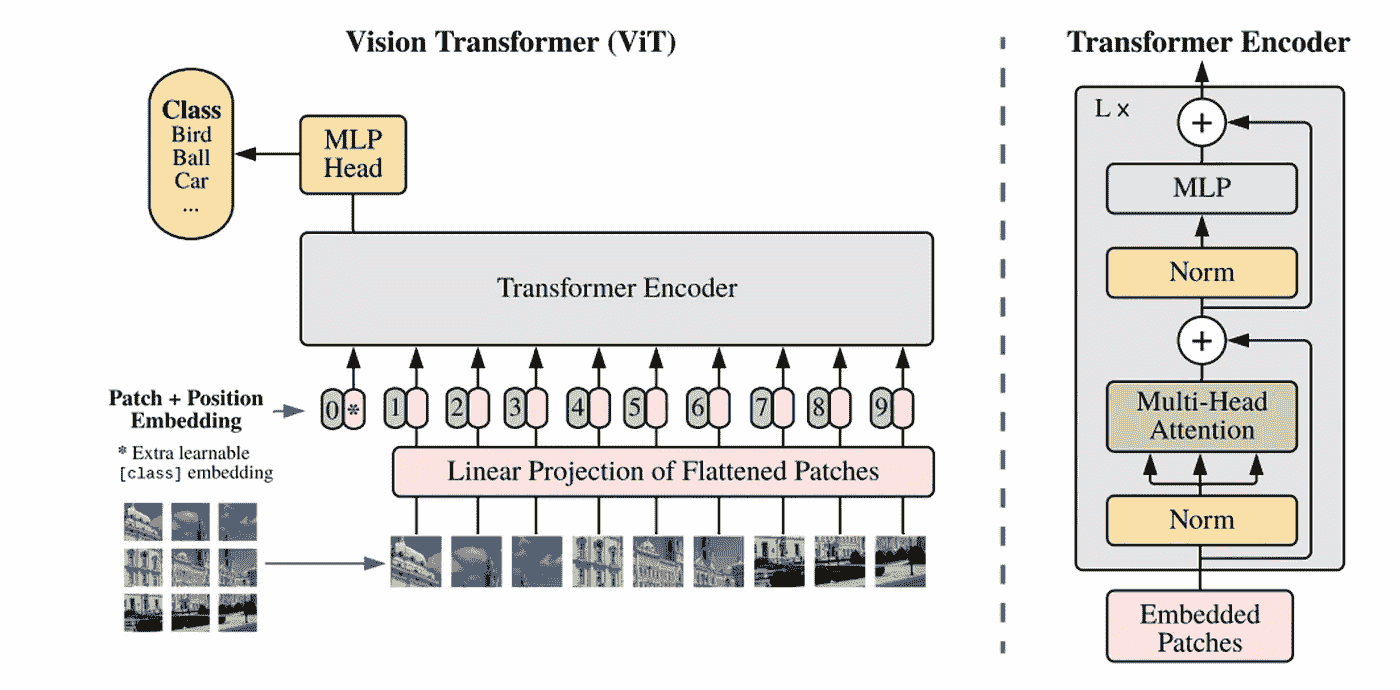 Vision Transformer (ViT)
Class
Bird
Ball
Car
...
MLP
Head
Transformer Encoder
Patch + Position
Embedding
0 * 1 2 3 4 5 6 7 8 9
* Extra learnable
[class] embedding
Linear Projection of Flattened Patches
Transformer Encoder
L x
+
MLP
Norm
+
Multi-Head
Attention
Norm
Embedded
Patches